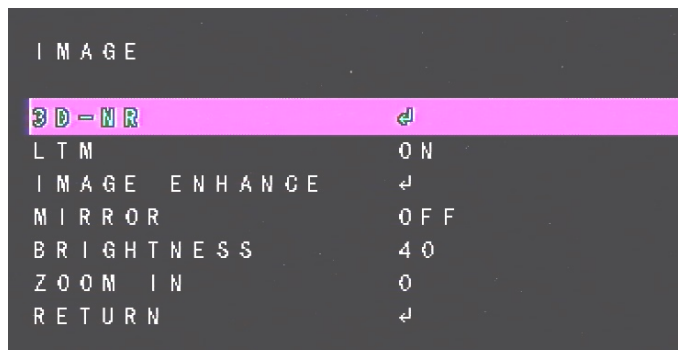 IMAGE
3D-NR ↲
LTM ON
IMAGE ENHANCE ↲
MIRROR OFF
BRIGHTNESS 40
ZOOM IN 0
RETURN ↲